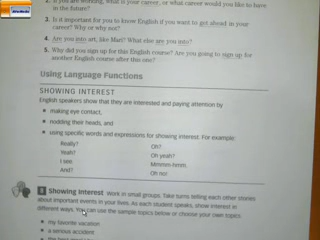 2. If you are working, what is your career, or what career would you like to have
in the future?
3. Is it important for you to know English if you want to get ahead in your
career? Why or why not?
4. Are you into art, like Mari? What else are you into?
5. Why did you sign up for this English course? Are you going to sign up for
another English course after this one?
Using Language Functions
SHOWING INTEREST
English speakers show that they are interested and paying attention by
• making eye contact,
• nodding their heads, and
• using specific words and expressions for showing interest. For example:
Really? Oh?
Yeah? Oh yeah?
I see. Mmmm-hmm.
And? Oh no!
Showing Interest Work in small groups. Take turns telling each other stories
about important events in your lives. As each student speaks, show interest in
different ways. You can use the sample topics below or choose your own topics.
• my favorite vacation
• a serious accident